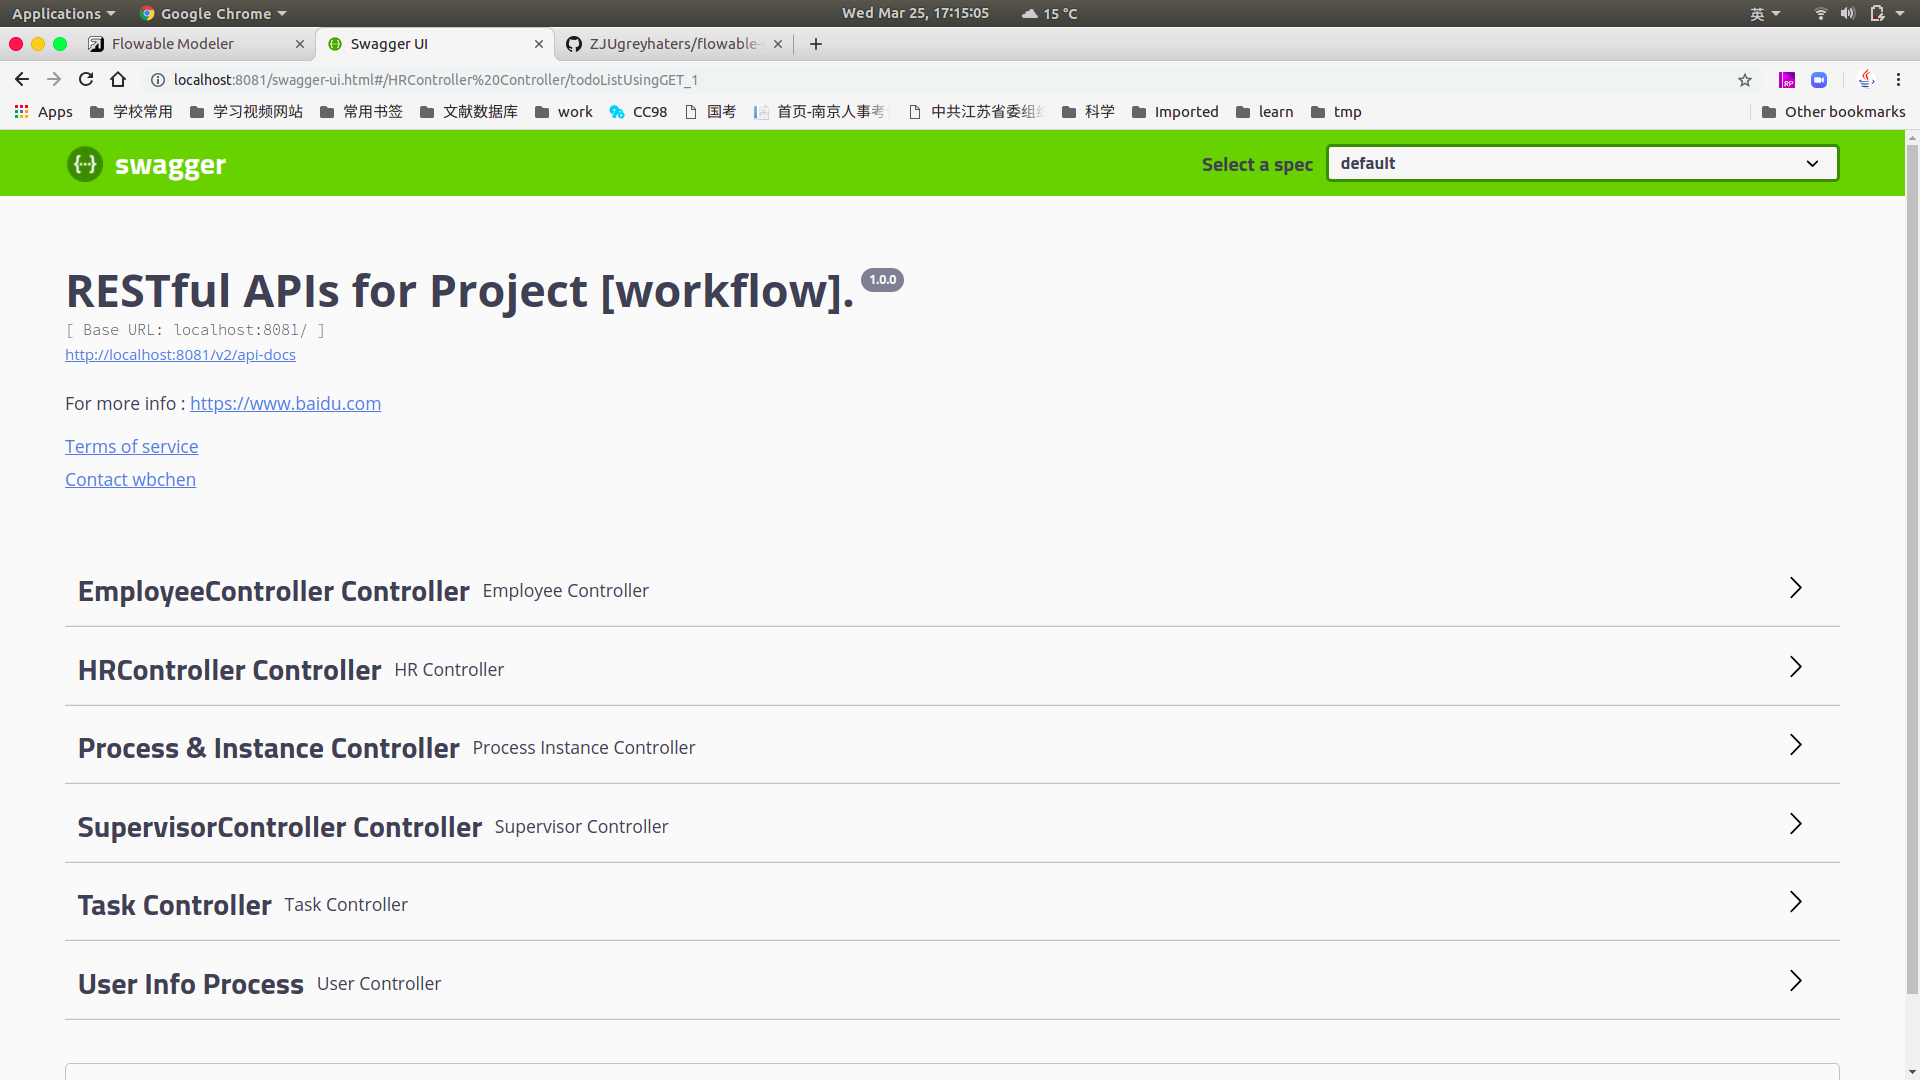 Applications Google Chrome Wed Mar 25, 17:15:05 15 °C 英
Flowable Modeler Swagger UI ZJUgreyhaters/flowable-
localhost:8081/swagger-ui.html#/HRController%20Controller/todoListUsingGET_1
Apps 学校常用 学习视频网站 常用书签 文献数据库 work CC98 国考 首页-南京人事考 中共江苏省委组 科学 Imported learn tmp Other bookmarks
swagger Select a spec default
RESTful APIs for Project [workflow]. 1.0.0
[ Base URL: localhost:8081/ ]
http://localhost:8081/v2/api-docs
For more info : https://www.baidu.com
Terms of service
Contact wbchen
EmployeeController Controller Employee Controller
HRController Controller HR Controller
Process & Instance Controller Process Instance Controller
SupervisorController Controller Supervisor Controller
Task Controller Task Controller
User Info Process User Controller